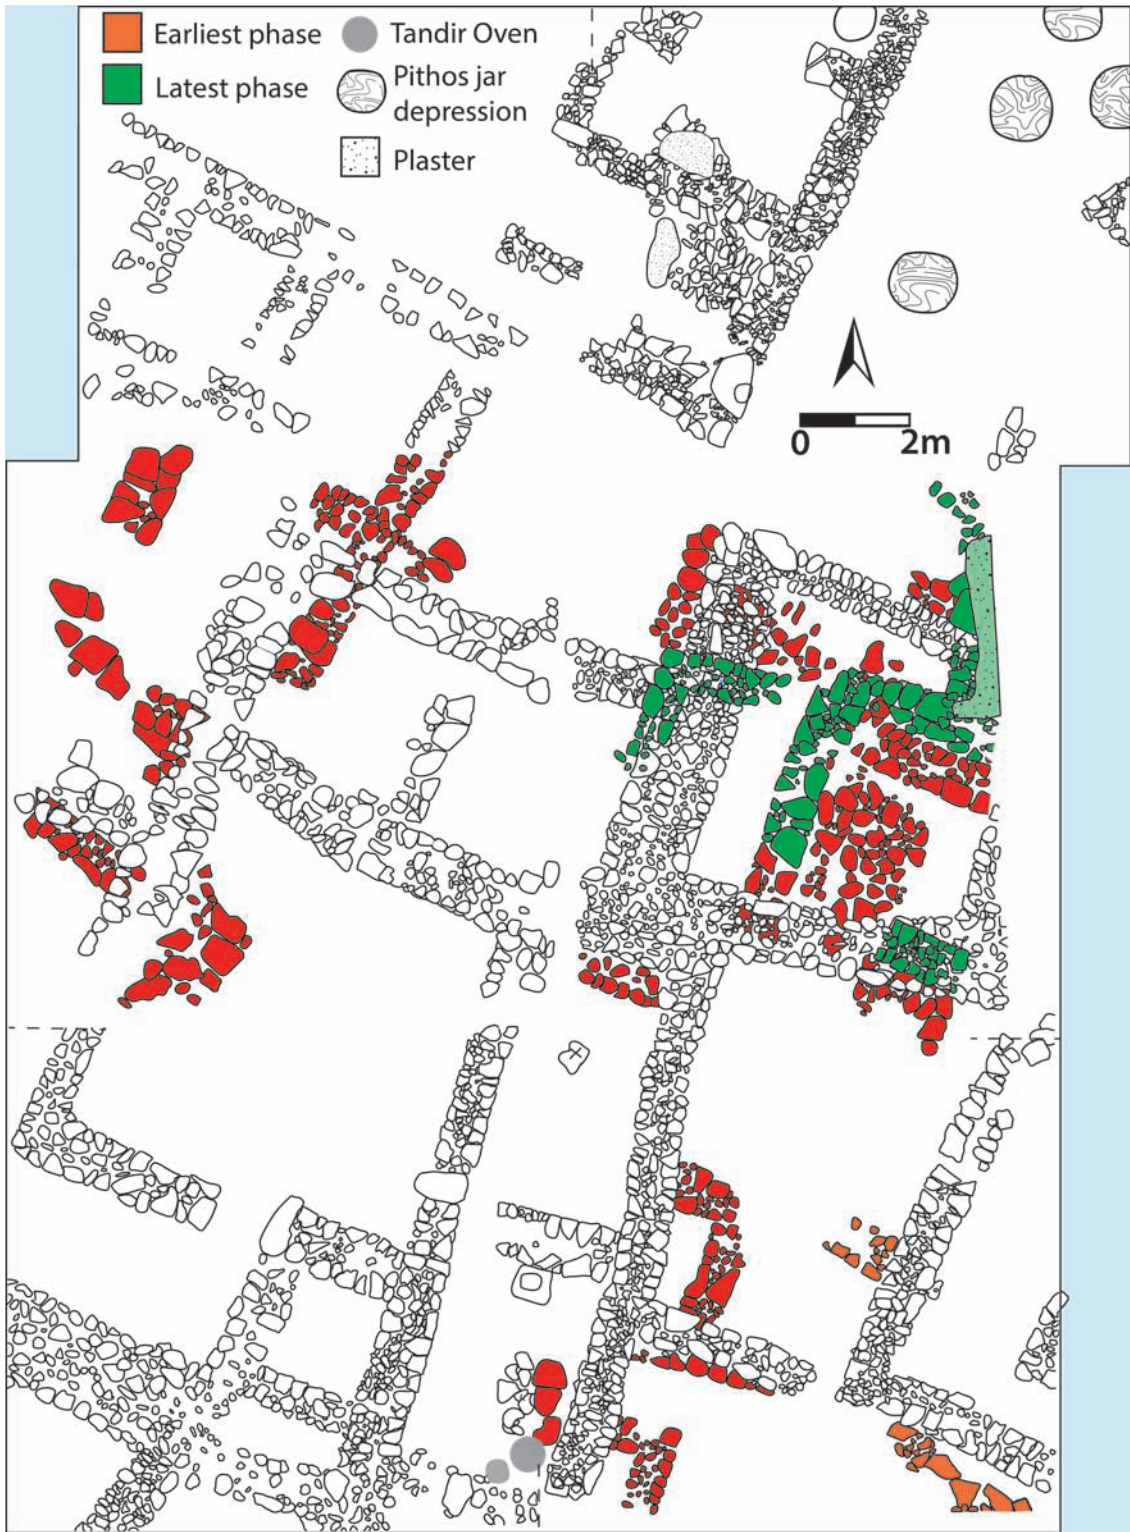 Earliest phase
Tandir Oven
Latest phase
Pithos jar
depression
Plaster
0 2m